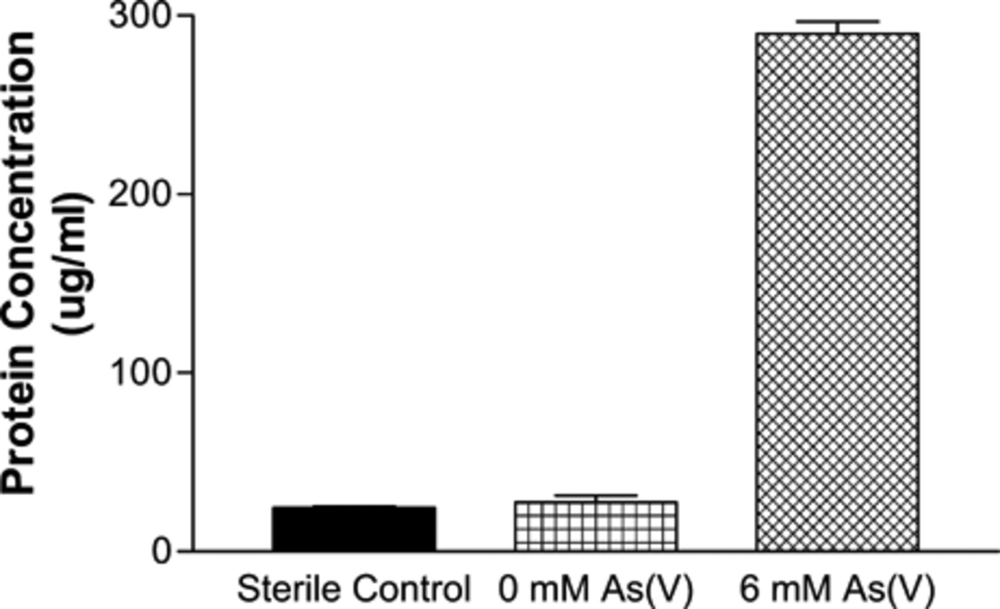 Protein Concentration
(ug/ml)
300
200
100
0
Sterile Control
0 mM As(V)
6 mM As(V)